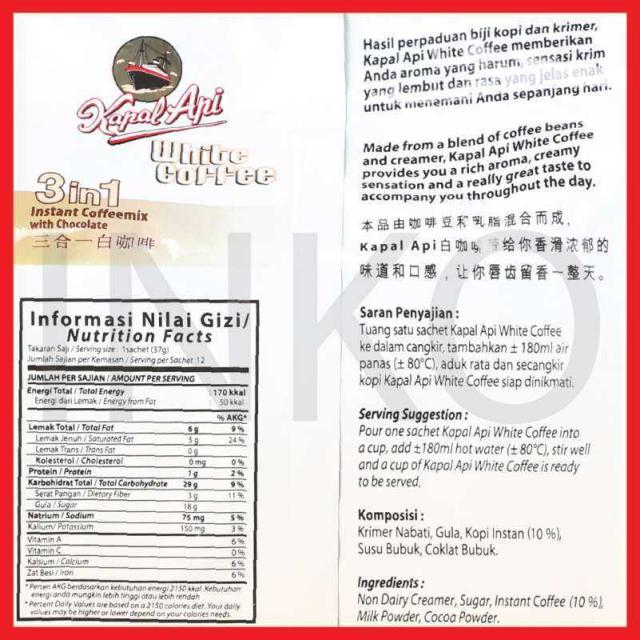 Kapal Api
White
Coffee
3 in 1
Instant Coffeemix
with Chocolate
三合一白咖啡
Informasi Nilai Gizi/
Nutrition Facts
Takaran Saji / Serving size : 1sachet (37g)
Jumlah Sajian per Kemasan / Serving per Sachet :12
JUMLAH PER SAJIAN / AMOUNT PER SERVING
Energi Total / Total Energy : 170 kkal
Energi dari Lemak / Energy from Fat 50 kkal
% AKG*
Lemak Total / Total Fat 6 g 9 %
Lemak Jenuh / Saturated Fat 5 g 24 %
Lemak Trans / Trans Fat 0 g
Kolesterol / Cholesterol 0 mg 0 %
Protein / Protein 1 g 2 %
Karbohidrat Total / Total Carbohydrate 29 g 9 %
Serat Pangan / Dietary Fiber 3 g 11 %
Gula / Sugar 18 g
Natrium / Sodium 75 mg 5 %
Kalium/ Potassium 150 mg 3 %
Vitamin A 6 %
Vitamin C 0 %
Kalsium / Calcium 6 %
Zat Besi / Iron 6 %
* Persen AKG berdasarkan kebutuhan energi 2150 kkal. Kebutuhan
energi anda mungkin lebih tinggi atau lebih rendah
* Percent Daily Values are based on a 2150 calories diet. Your daily
values may be higher or lower depend on your calories needs.
Hasil perpaduan biji kopi dan krimer,
Kapal Api White Coffee memberikan
Anda aroma yang harum, sensasi krim
yang lembut dan rasa yang jelas enak
untuk menemani Anda sepanjang hari.
Made from a blend of coffee beans
and creamer, Kapal Api White Coffee
provides you a rich aroma, creamy
sensation and a really great taste to
accompany you throughout the day.
本品由咖啡豆和乳脂混合而成,
Kapal Api白咖 给你香滑浓郁的
味道和口感，让你唇齿留香一整天。
Saran Penyajian :
Tuang satu sachet Kapal Api White Coffee
ke dalam cangkir, tambahkan ± 180ml air
panas (± 80°C), aduk rata dan secangkir
kopi Kapal Api White Coffee siap dinikmati.
Serving Suggestion :
Pour one sachet Kapal Api White Coffee into
a cup, add ±180ml hot water (± 80°C), stir well
and a cup of Kapal Api White Coffee is ready
to be served.
Komposisi :
Krimer Nabati, Gula, Kopi Instan (10 %),
Susu Bubuk, Coklat Bubuk.
Ingredients :
Non Dairy Creamer, Sugar, Instant Coffee (10 %),
Milk Powder, Cocoa Powder.
INKO